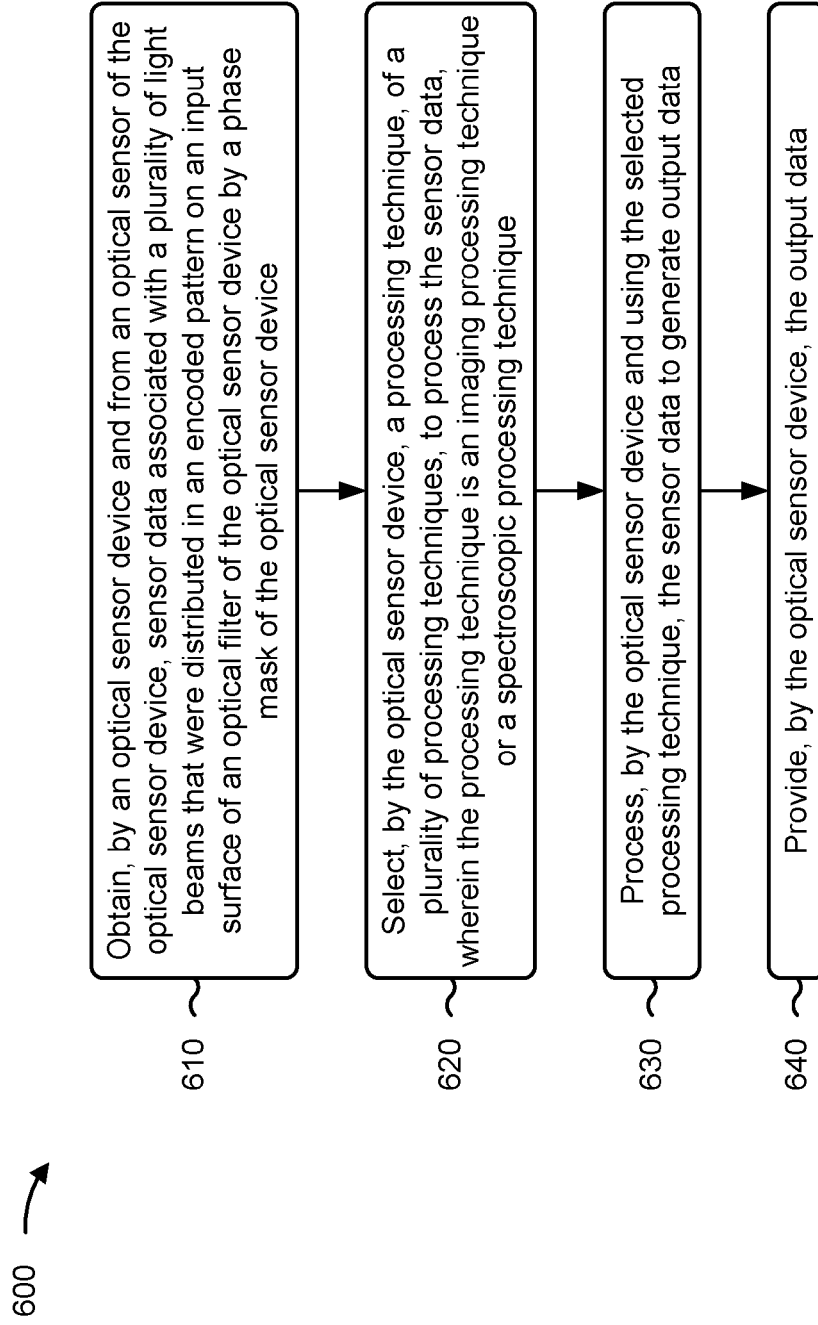 600
610
Obtain, by an optical sensor device and from an optical sensor of the
optical sensor device, sensor data associated with a plurality of light
beams that were distributed in an encoded pattern on an input
surface of an optical filter of the optical sensor device by a phase
mask of the optical sensor device
620
Select, by the optical sensor device, a processing technique, of a
plurality of processing techniques, to process the sensor data,
wherein the processing technique is an imaging processing technique
or a spectroscopic processing technique
630
Process, by the optical sensor device and using the selected
processing technique, the sensor data to generate output data
640
Provide, by the optical sensor device, the output data